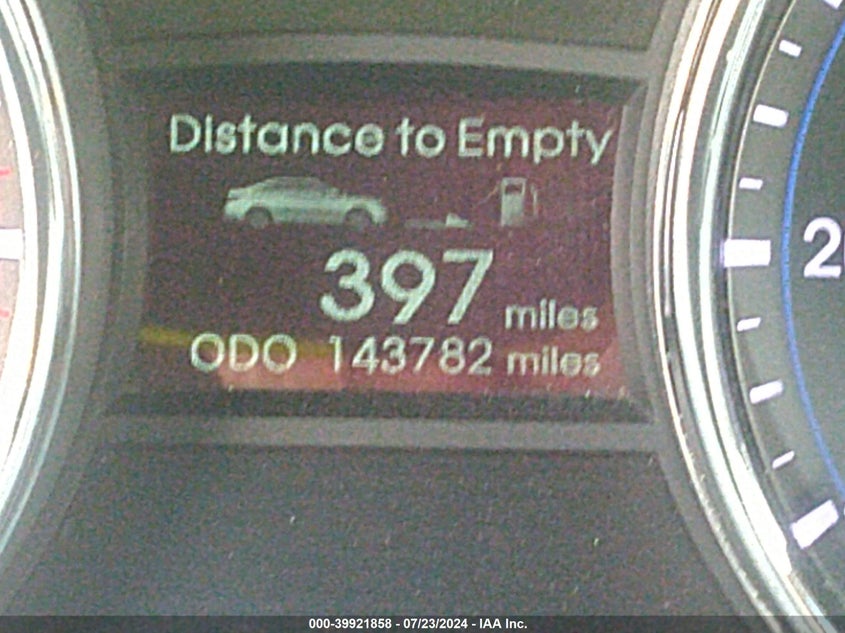 Distance to Empty
397 miles
ODO 143782 miles
000-39921858 - 07/23/2024 - IAA Inc.